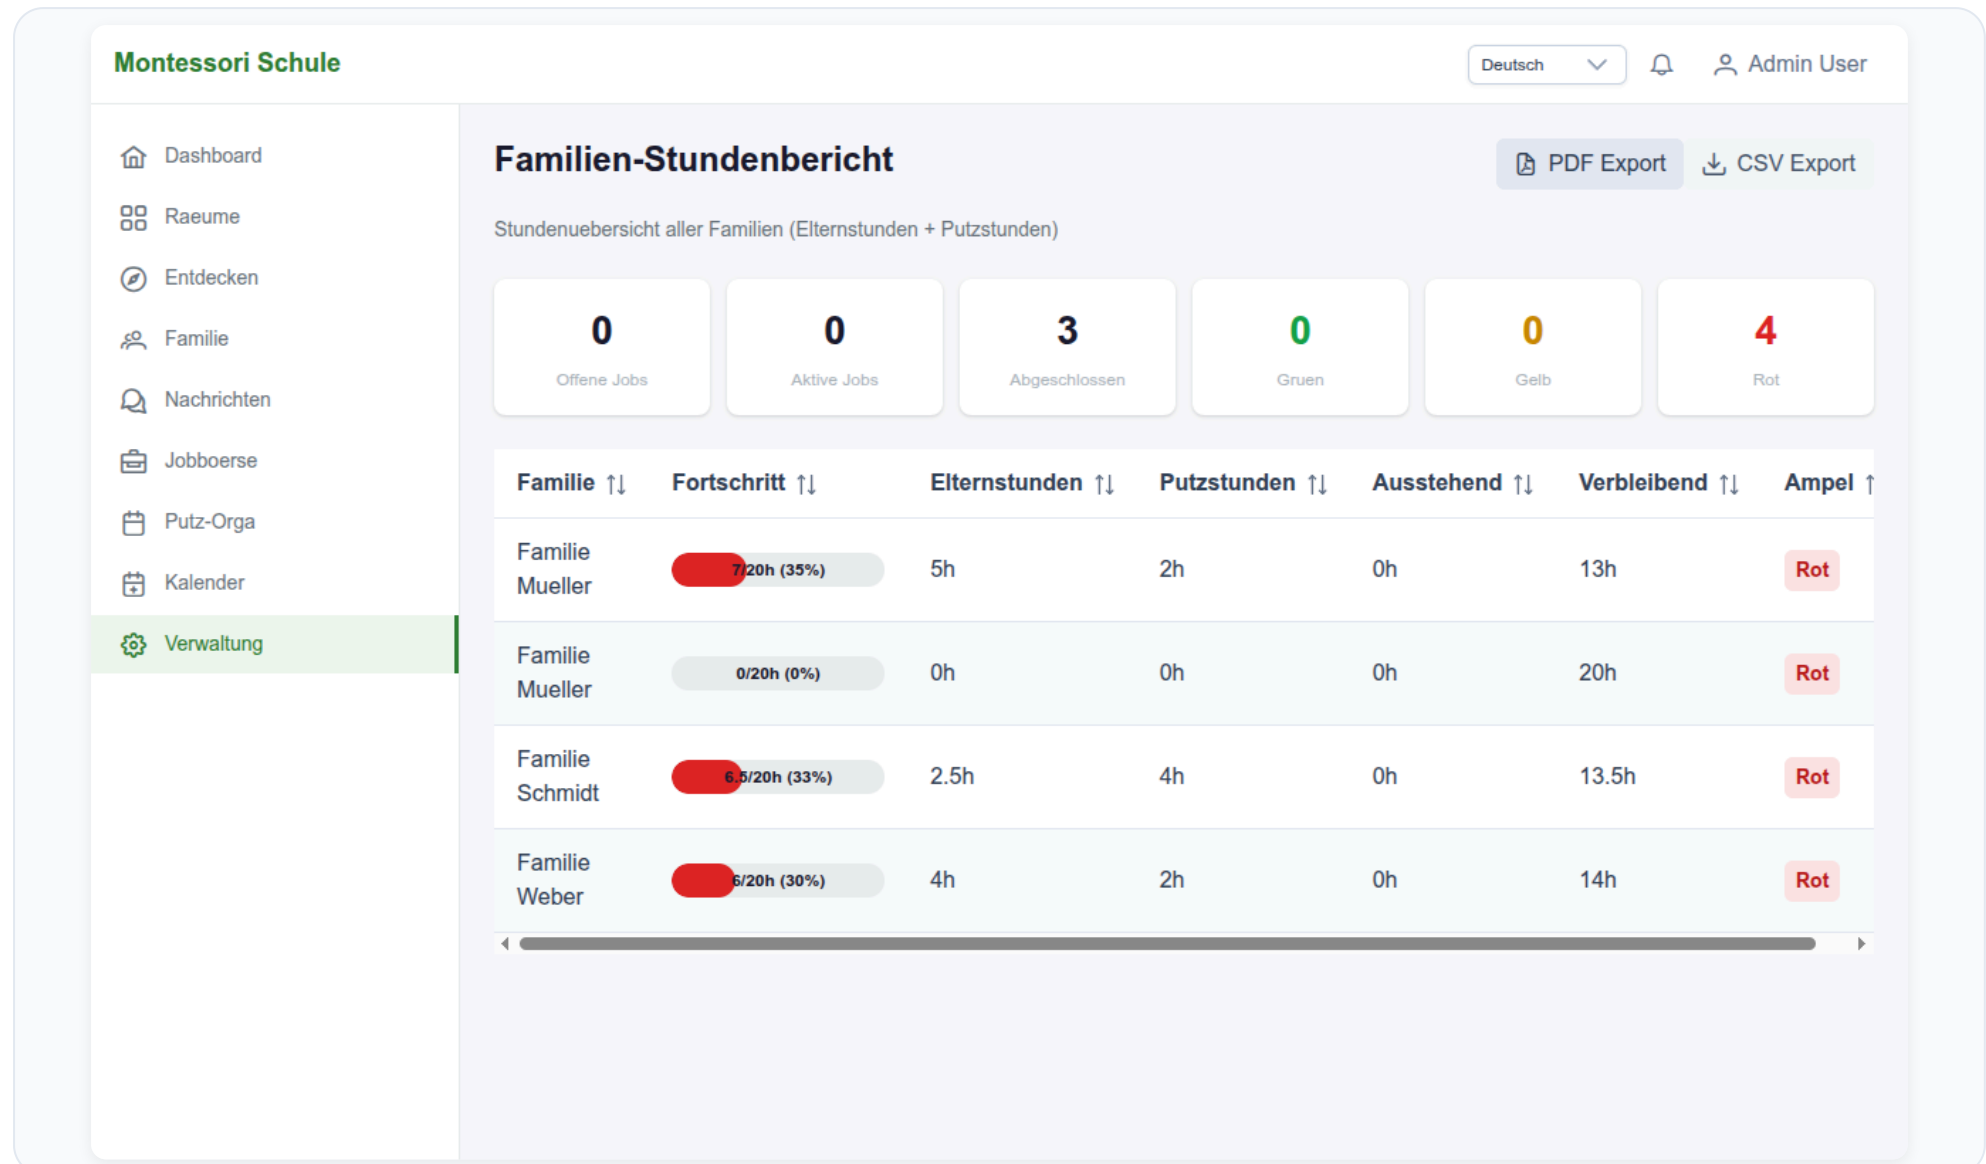 Montessori Schule
Deutsch
Admin User
Dashboard
Raeume
Entdecken
Familie
Nachrichten
Jobboerse
Putz-Orga
Kalender
Verwaltung
Familien-Stundenbericht
PDF Export
CSV Export
Stundenuebersicht aller Familien (Elternstunden + Putzstunden)
0
Offene Jobs
0
Aktive Jobs
3
Abgeschlossen
0
Gruen
0
Gelb
4
Rot
Familie Fortschritt Elternstunden Putzstunden Ausstehend Verbleibend Ampel
Familie
Mueller
7/20h (35%) 5h 2h 0h 13h Rot
Familie
Mueller
0/20h (0%) 0h 0h 0h 20h Rot
Familie
Schmidt
6.5/20h (33%) 2.5h 4h 0h 13.5h Rot
Familie
Weber
6/20h (30%) 4h 2h 0h 14h Rot